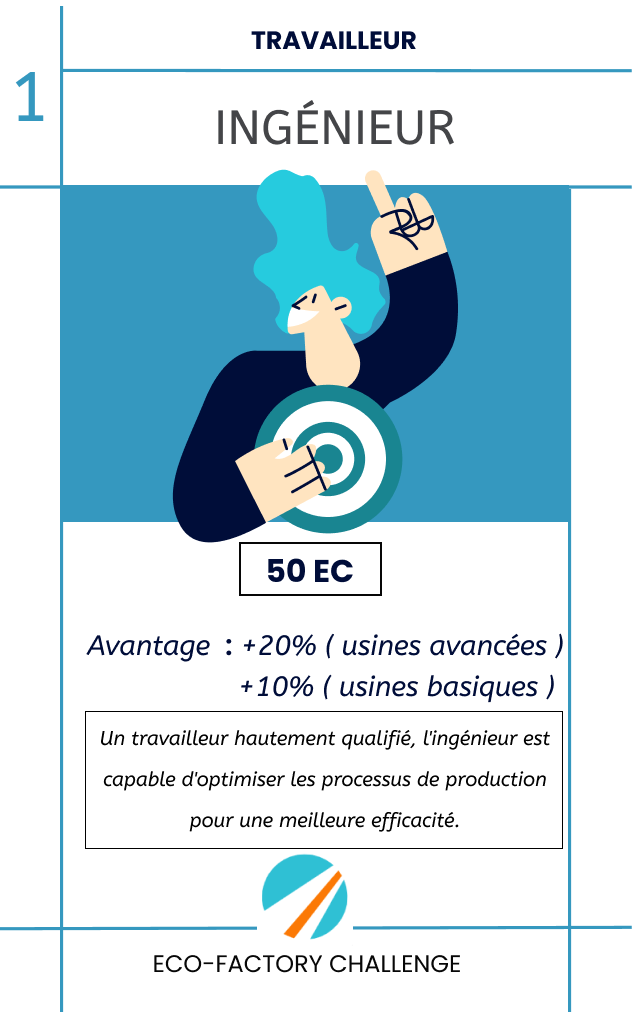 TRAVAILLEUR
1
INGÉNIEUR
50 EC
Avantage : +20% ( usines avancées )
+10% ( usines basiques )
Un travailleur hautement qualifié, l'ingénieur est
capable d'optimiser les processus de production
pour une meilleure efficacité.
ECO-FACTORY CHALLENGE